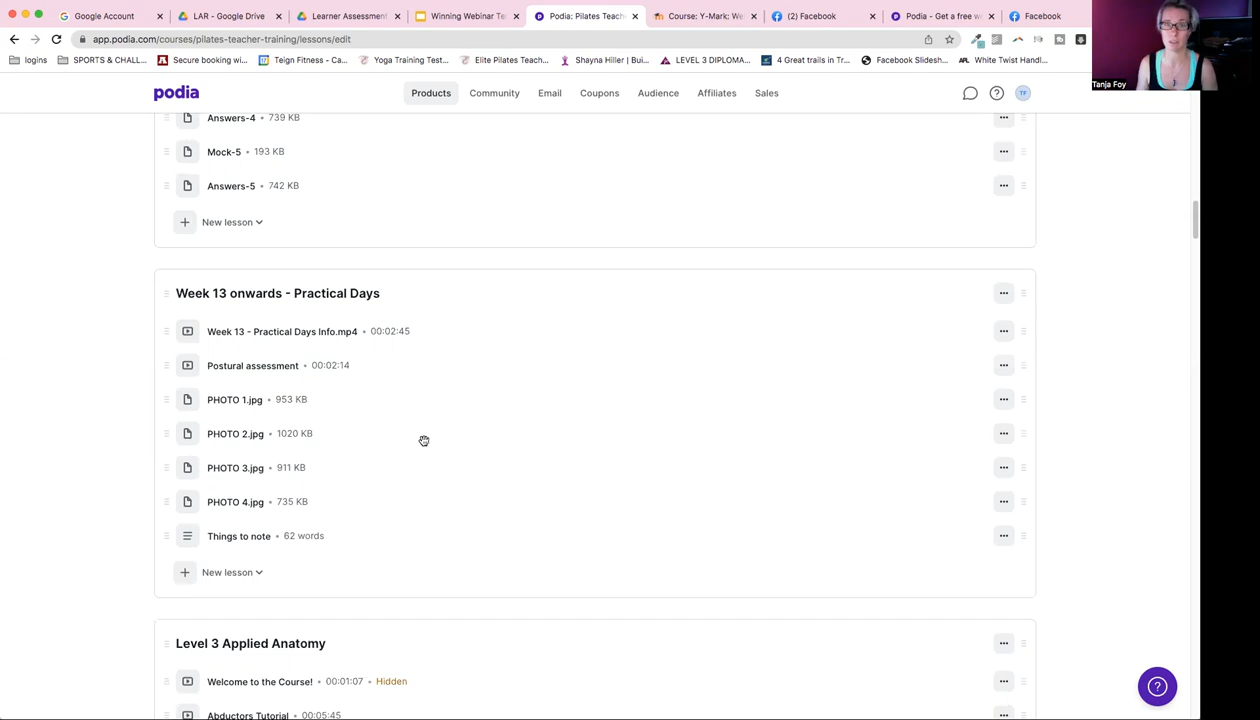 Google Account
LAR - Google Drive
Learner Assessment
Winning Webinar Te
Podia: Pilates Teach
Course: Y-Mark: We
(2) Facebook
Podia - Get a free w
Facebook
app.podia.com/courses/pilates-teacher-training/lessons/edit
logins
SPORTS & CHALL...
Secure booking wi...
Teign Fitness - Ca...
Yoga Training Test...
Elite Pilates Teach...
Shayna Hiller | Bui...
LEVEL 3 DIPLOMA...
4 Great trails in Tr...
Facebook Slidesh...
APL
White Twist Handl...
Tanja Foy
podia
Products
Community
Email
Coupons
Audience
Affiliates
Sales
TF
Answers-4 • 739 KB
Mock-5 • 193 KB
Answers-5 • 742 KB
New lesson
Week 13 onwards - Practical Days
Week 13 - Practical Days Info.mp4 • 00:02:45
Postural assessment • 00:02:14
PHOTO 1.jpg • 953 KB
PHOTO 2.jpg • 1020 KB
PHOTO 3.jpg • 911 KB
PHOTO 4.jpg • 735 KB
Things to note • 62 words
New lesson
Level 3 Applied Anatomy
Welcome to the Course! • 00:01:07 • Hidden
Abductors Tutorial • 00:05:45